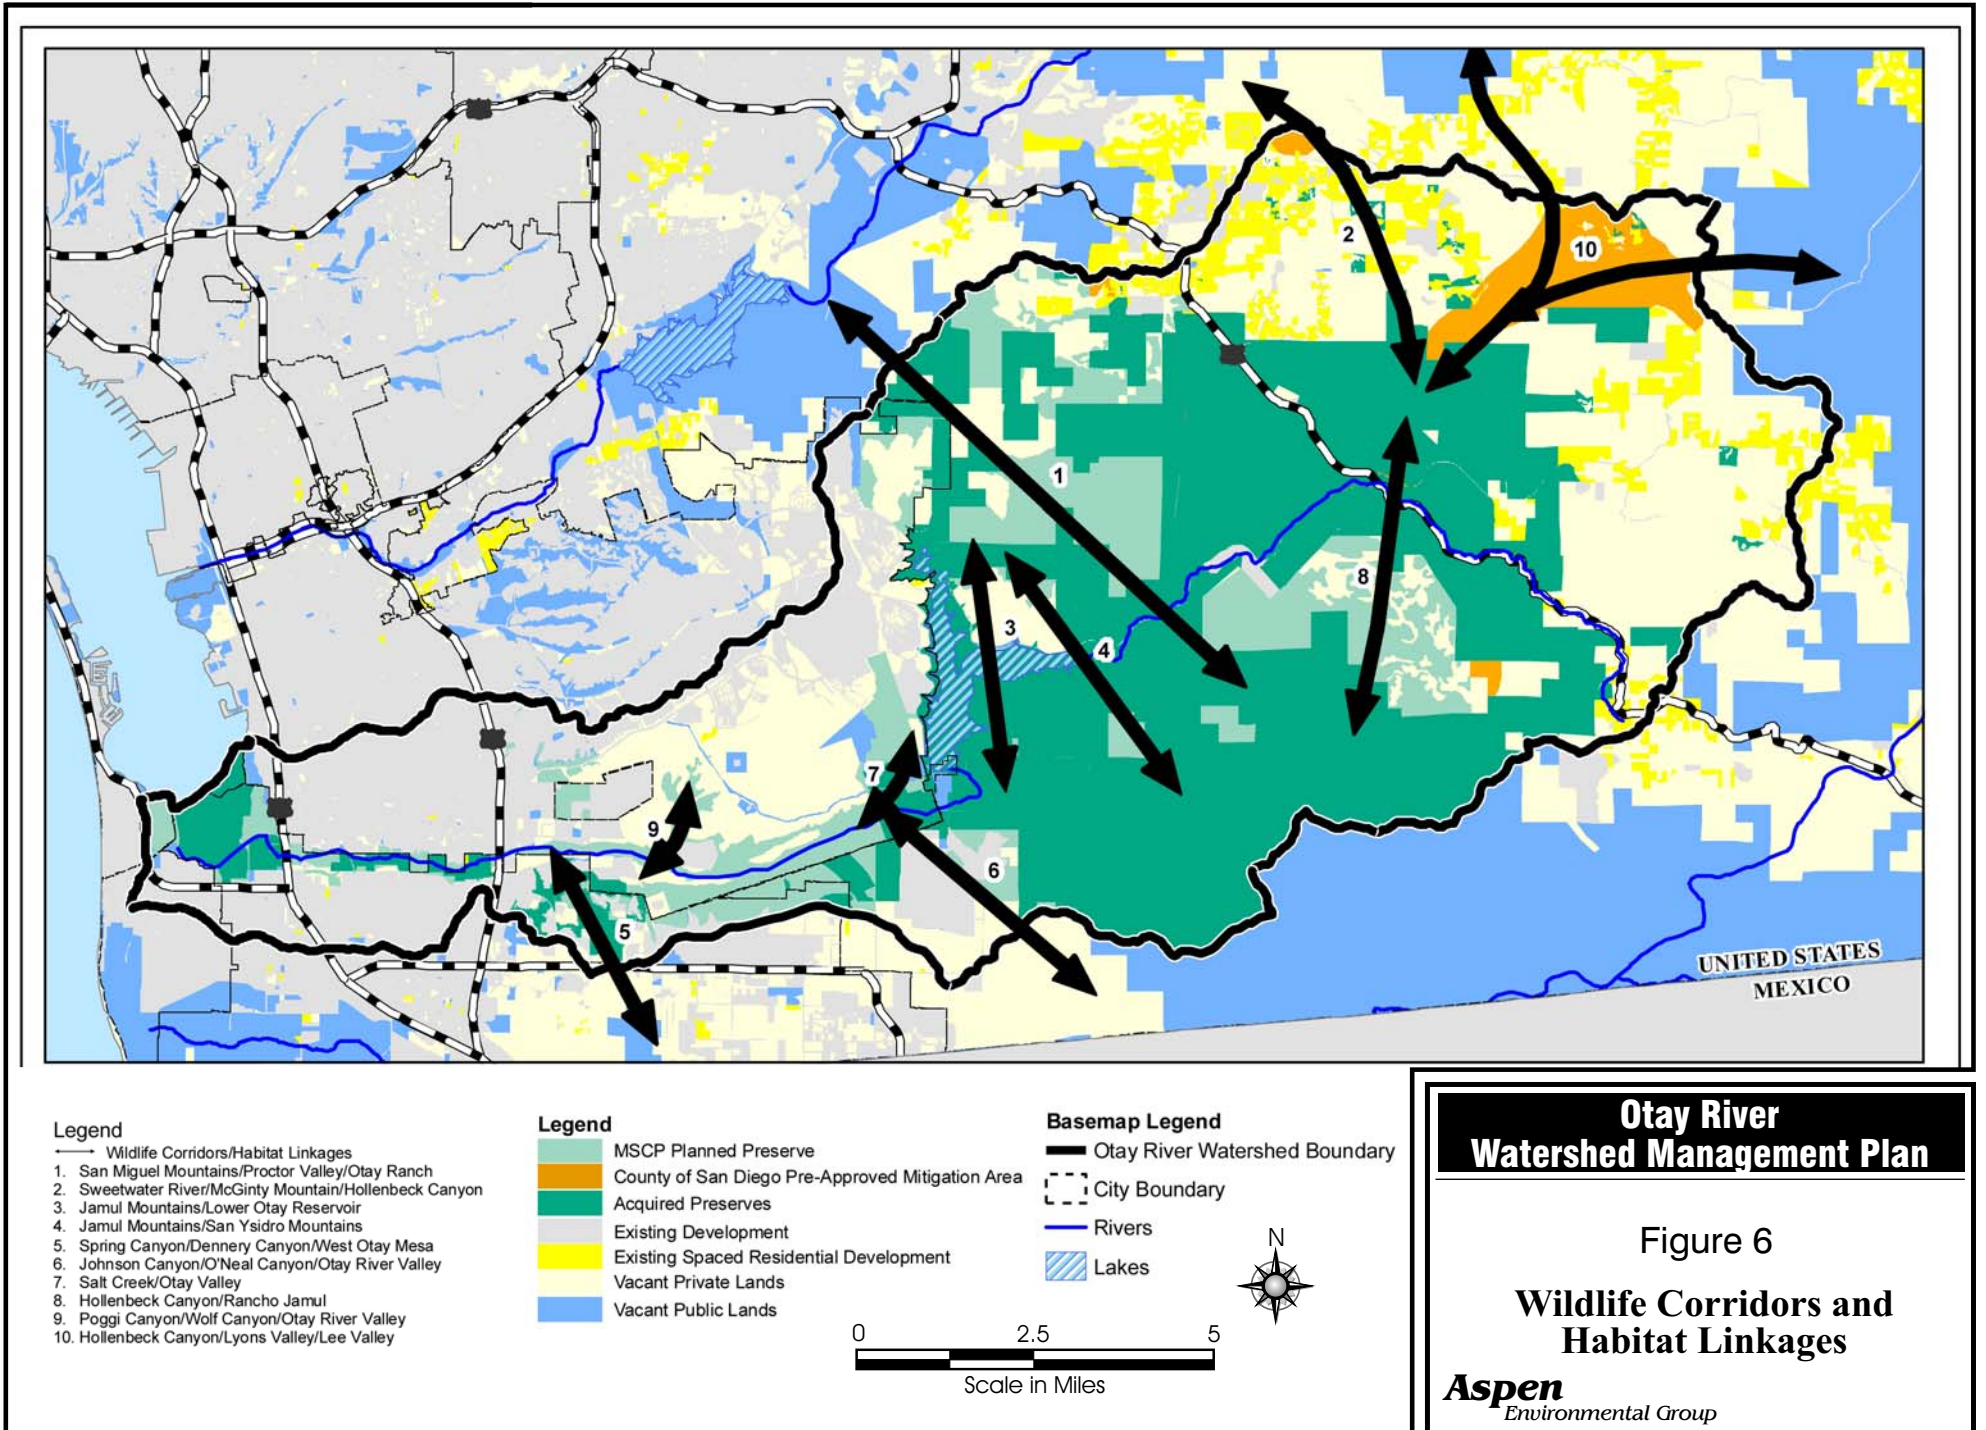 2
10
1
8
3
4
7
9
6
5
UNITED STATES
MEXICO
Legend
Wildlife Corridors/Habitat Linkages
1. San Miguel Mountains/Proctor Valley/Otay Ranch
2. Sweetwater River/McGinty Mountain/Hollenbeck Canyon
3. Jamul Mountains/Lower Otay Reservoir
4. Jamul Mountains/San Ysidro Mountains
5. Spring Canyon/Dennery Canyon/West Otay Mesa
6. Johnson Canyon/O'Neal Canyon/Otay River Valley
7. Salt Creek/Otay Valley
8. Hollenbeck Canyon/Rancho Jamul
9. Poggi Canyon/Wolf Canyon/Otay River Valley
10. Hollenbeck Canyon/Lyons Valley/Lee Valley
Legend
MSCP Planned Preserve
County of San Diego Pre-Approved Mitigation Area
Acquired Preserves
Existing Development
Existing Spaced Residential Development
Vacant Private Lands
Vacant Public Lands
Basemap Legend
Otay River Watershed Boundary
City Boundary
Rivers
Lakes
N
0 2.5 5
Scale in Miles
Otay River
Watershed Management Plan
Figure 6
Wildlife Corridors and
Habitat Linkages
Aspen
Environmental Group